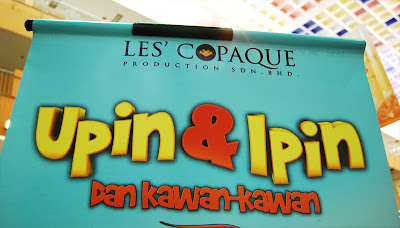 LES' COPAQUE
PRODUCTION SDN. BHD.
Upin & Ipin
Dan Kawan-Kawan